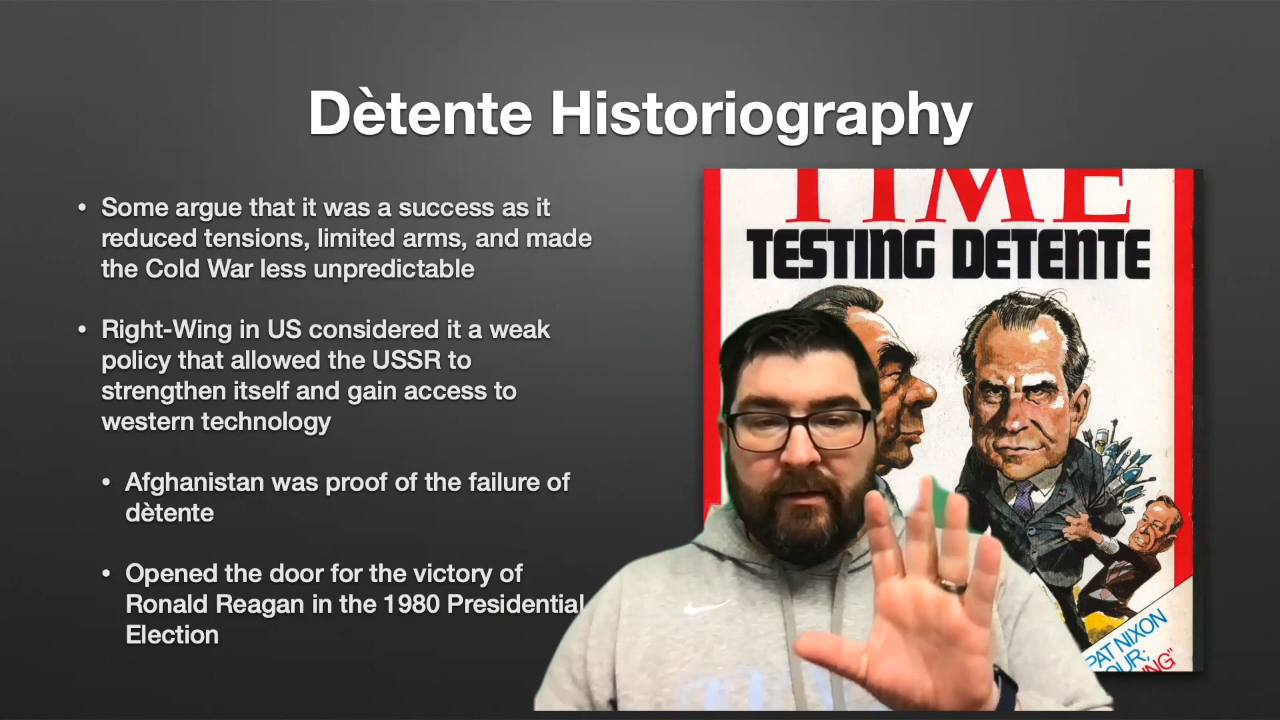 Dètente Historiography
• Some argue that it was a success as it
reduced tensions, limited arms, and made
the Cold War less unpredictable
• Right-Wing in US considered it a weak
policy that allowed the USSR to
strengthen itself and gain access to
western technology
• Afghanistan was proof of the failure of
dètente
• Opened the door for the victory of
Ronald Reagan in the 1980 Presidential
Election
TIME
TESTING DETENTE
PAT NIXON